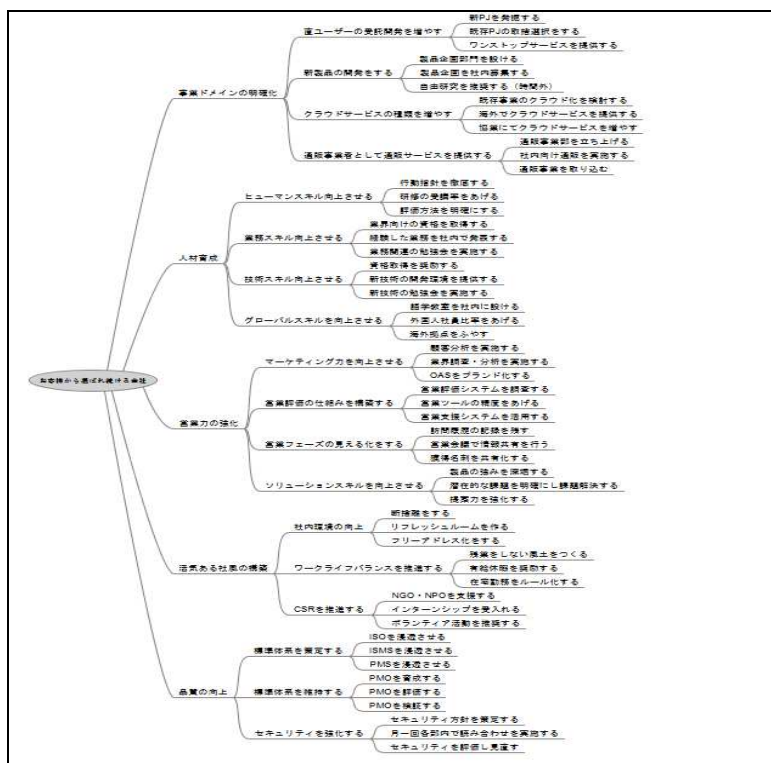 お客様から選ばれ続ける会社
事業ドメインの明確化
直ユーザーの受託開発を増やす
新PJを発掘する
既存PJの取捨選択をする
ワンストップサービスを提供する
新製品の開発をする
製品企画部門を設ける
製品企画を社内募集する
自由研究を推奨する（時間外）
クラウドサービスの種類を増やす
既存事業のクラウド化を検討する
海外でクラウドサービスを提供する
協業にてクラウドサービスを増やす
通販事業者として通販サービスを提供する
通販事業部を立ち上げる
社内向け通販を実施する
通販事業を取り込む
人材育成
ヒューマンスキル向上させる
行動指針を徹底する
研修の受講率をあげる
評価方法を明確にする
業務スキル向上させる
業界向けの資格を取得する
経験した業務を社内で発表する
業務関連の勉強会を実施する
技術スキル向上させる
資格取得を奨励する
新技術の開発環境を提供する
新技術の勉強会を実施する
グローバルスキルを向上させる
語学教室を社内に設ける
外国人社員比率をあげる
海外拠点をふやす
営業力の強化
マーケティング力を向上させる
顧客分析を実施する
業界調査・分析を実施する
OASをブランド化する
営業評価の仕組みを構築する
営業評価システムを調査する
営業ツールの精度をあげる
営業支援システムを活用する
営業フェーズの見える化をする
訪問履歴の記録を残す
営業会議で情報共有を行う
獲得名刺を共有化する
ソリューションスキルを向上させる
製品の強みを深堀する
潜在的な課題を明確にし課題解決する
提案力を強化する
活気ある社風の構築
社内環境の向上
断捨離をする
リフレッシュルームを作る
フリーアドレス化をする
ワークライフバランスを推進する
残業をしない風土をつくる
有給休暇を奨励する
在宅勤務をルール化する
CSRを推進する
NGO・NPOを支援する
インターンシップを受入れる
ボランティア活動を推奨する
品質の向上
標準体系を策定する
ISOを浸透させる
ISMSを浸透させる
PMSを浸透させる
標準体系を維持する
PMOを育成する
PMOを評価する
PMOを検証する
セキュリティを強化する
セキュリティ方針を策定する
月一回各部内で読み合わせを実施する
セキュリティを評価し見直す